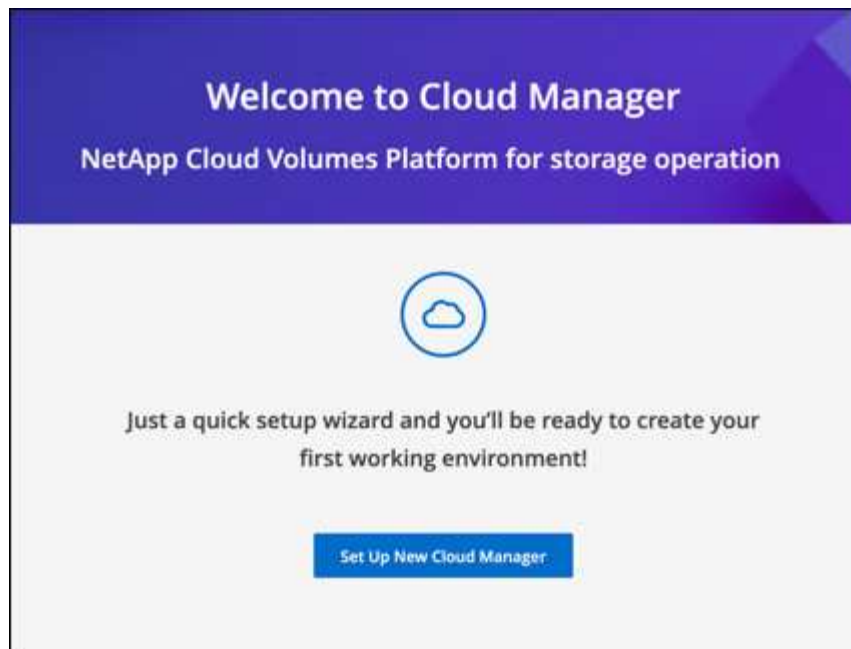 Welcome to Cloud Manager
NetApp Cloud Volumes Platform for storage operation
Just a quick setup wizard and you'll be ready to create your
first working environment!
Set Up New Cloud Manager